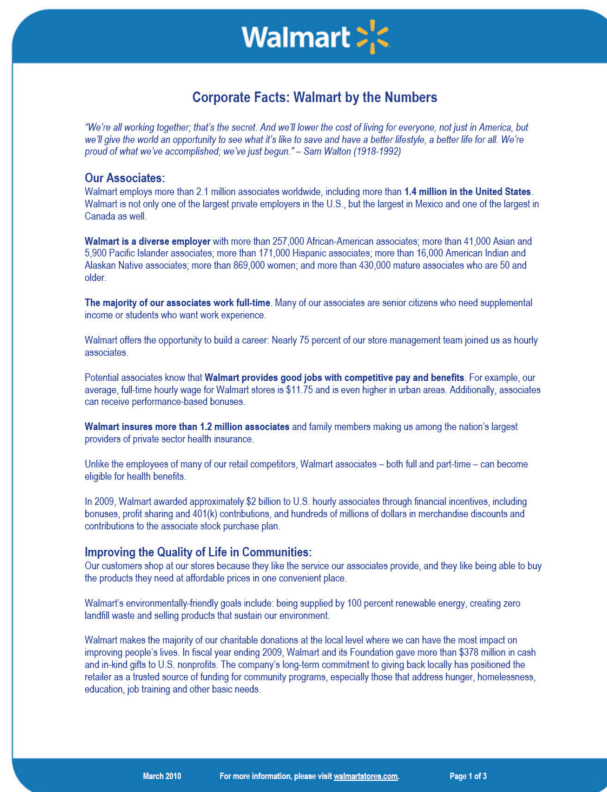 Walmart
Corporate Facts: Walmart by the Numbers
“We’re all working together; that’s the secret. And we’ll lower the cost of living for everyone, not just in America, but
we’ll give the world an opportunity to see what it’s like to save and have a better lifestyle, a better life for all. We’re
proud of what we’ve accomplished; we’ve just begun.” – Sam Walton (1918-1992)
Our Associates:
Walmart employs more than 2.1 million associates worldwide, including more than 1.4 million in the United States.
Walmart is not only one of the largest private employers in the U.S., but the largest in Mexico and one of the largest in
Canada as well.
Walmart is a diverse employer with more than 257,000 African-American associates; more than 41,000 Asian and
5,900 Pacific Islander associates; more than 171,000 Hispanic associates; more than 16,000 American Indian and
Alaskan Native associates; more than 869,000 women; and more than 430,000 mature associates who are 50 and
older.
The majority of our associates work full-time. Many of our associates are senior citizens who need supplemental
income or students who want work experience.
Walmart offers the opportunity to build a career: Nearly 75 percent of our store management team joined us as hourly
associates.
Potential associates know that Walmart provides good jobs with competitive pay and benefits. For example, our
average, full-time hourly wage for Walmart stores is $11.75 and is even higher in urban areas. Additionally, associates
can receive performance-based bonuses.
Walmart insures more than 1.2 million associates and family members making us among the nation’s largest
providers of private sector health insurance.
Unlike the employees of many of our retail competitors, Walmart associates – both full and part-time – can become
eligible for health benefits.
In 2009, Walmart awarded approximately $2 billion to U.S. hourly associates through financial incentives, including
bonuses, profit sharing and 401(k) contributions, and hundreds of millions of dollars in merchandise discounts and
contributions to the associate stock purchase plan.
Improving the Quality of Life in Communities:
Our customers shop at our stores because they like the service our associates provide, and they like being able to buy
the products they need at affordable prices in one convenient place.
Walmart’s environmentally-friendly goals include: being supplied by 100 percent renewable energy, creating zero
landfill waste and selling products that sustain our environment.
Walmart makes the majority of our charitable donations at the local level where we can have the most impact on
improving people’s lives. In fiscal year ending 2009, Walmart and its Foundation gave more than $378 million in cash
and in-kind gifts to U.S. nonprofits. The company’s long-term commitment to giving back locally has positioned the
retailer as a trusted source of funding for community programs, especially those that address hunger, homelessness,
education, job training and other basic needs.
March 2010 For more information, please visit walmartstores.com. Page 1 of 3